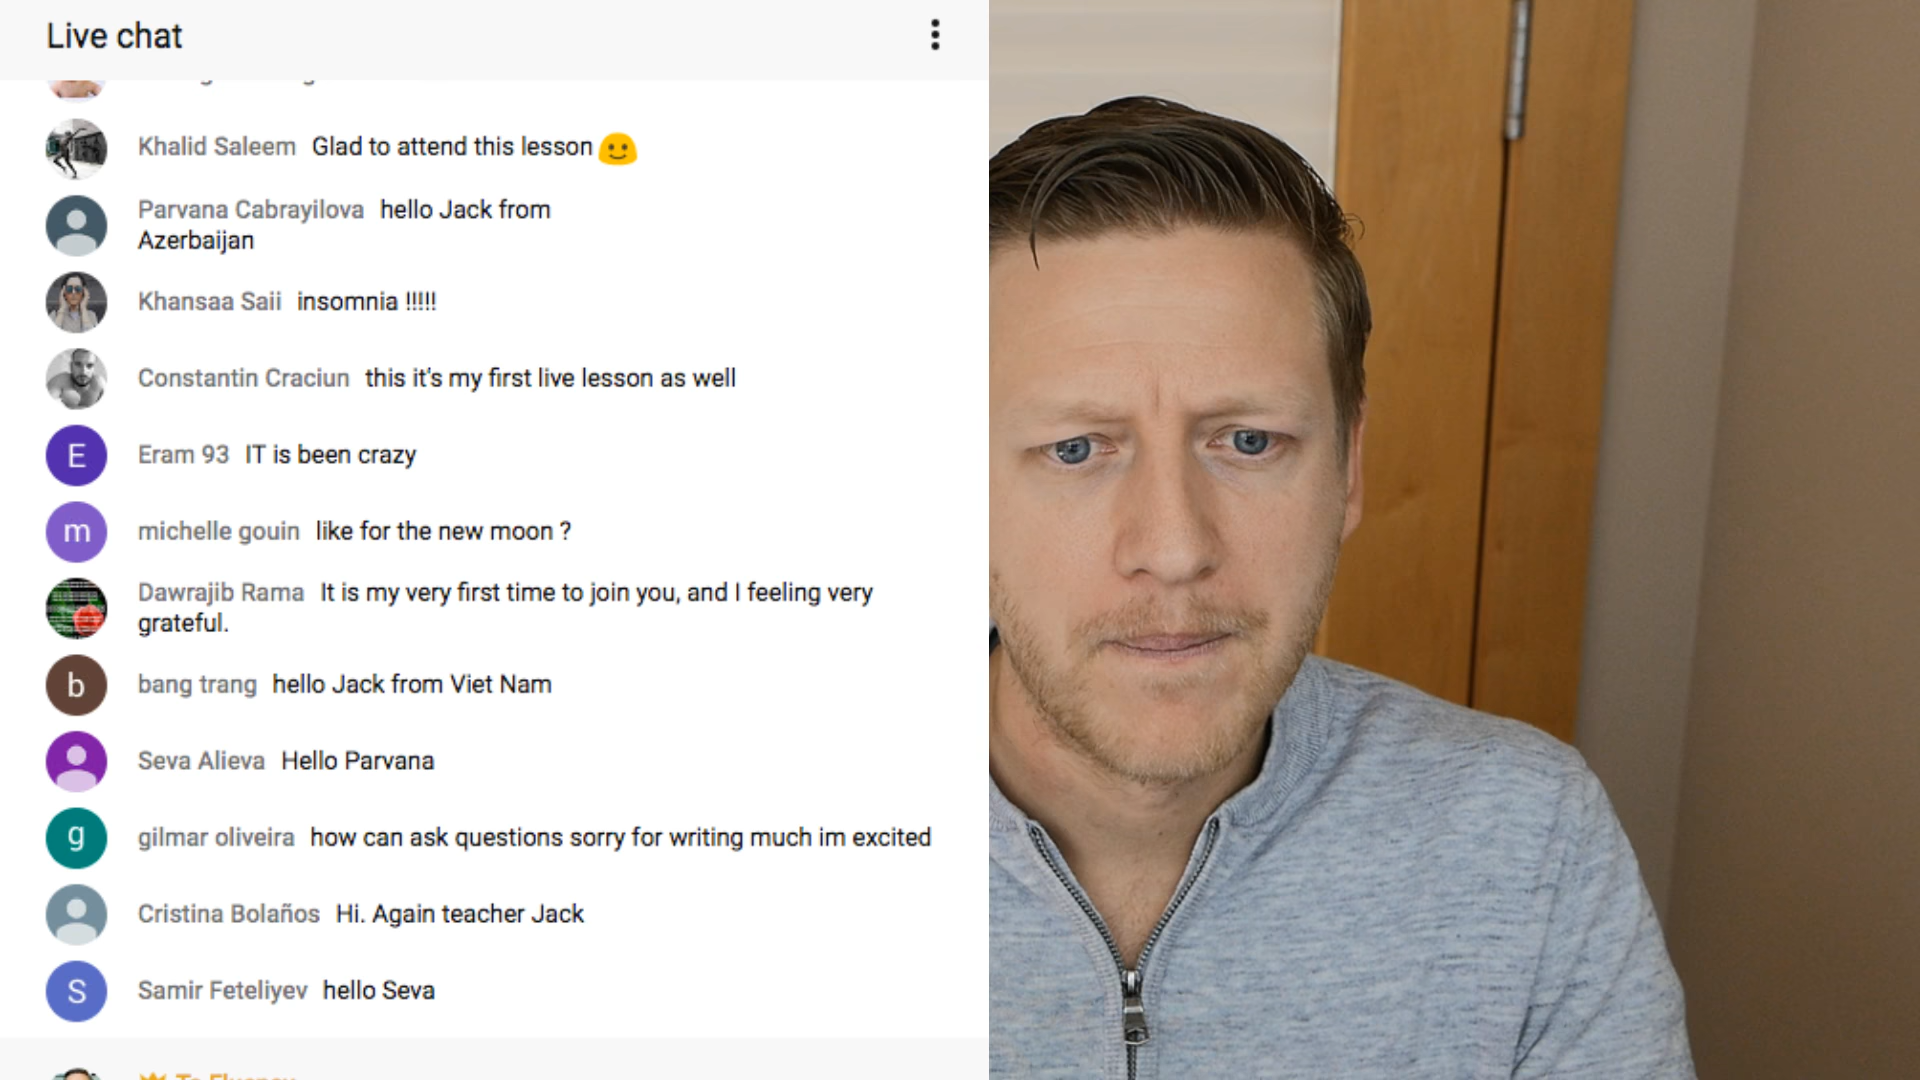 Live chat
Khalid Saleem Glad to attend this lesson
Parvana Cabrayilova hello Jack from
Azerbaijan
Khansaa Saii insomnia !!!!!
Constantin Craciun this it's my first live lesson as well
E
Eram 93 IT is been crazy
m
michelle gouin like for the new moon ?
Dawrajib Rama It is my very first time to join you, and I feeling very
grateful.
b
bang trang hello Jack from Viet Nam
Seva Alieva Hello Parvana
g
gilmar oliveira how can ask questions sorry for writing much im excited
Cristina Bolaños Hi. Again teacher Jack
S
Samir Feteliyev hello Seva
To Fluency